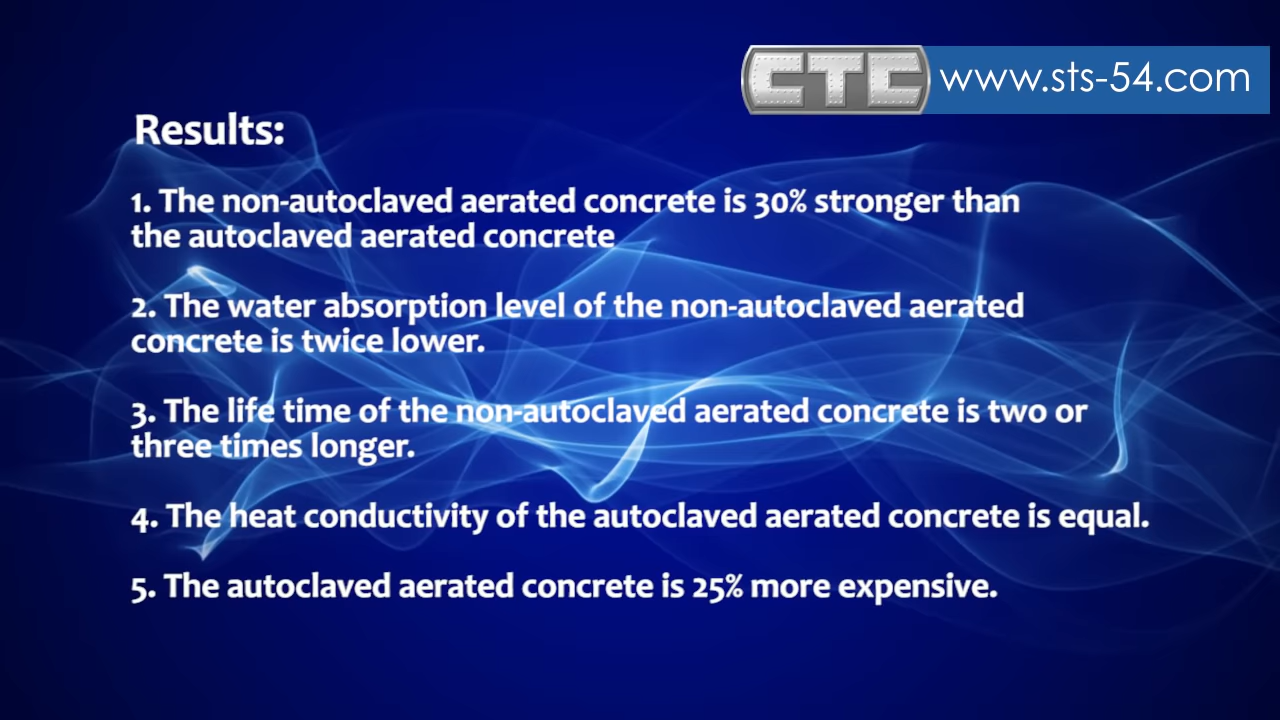 CTC www.sts-54.com
Results:
1. The non-autoclaved aerated concrete is 30% stronger than
the autoclaved aerated concrete
2. The water absorption level of the non-autoclaved aerated
concrete is twice lower.
3. The life time of the non-autoclaved aerated concrete is two or
three times longer.
4. The heat conductivity of the autoclaved aerated concrete is equal.
5. The autoclaved aerated concrete is 25% more expensive.